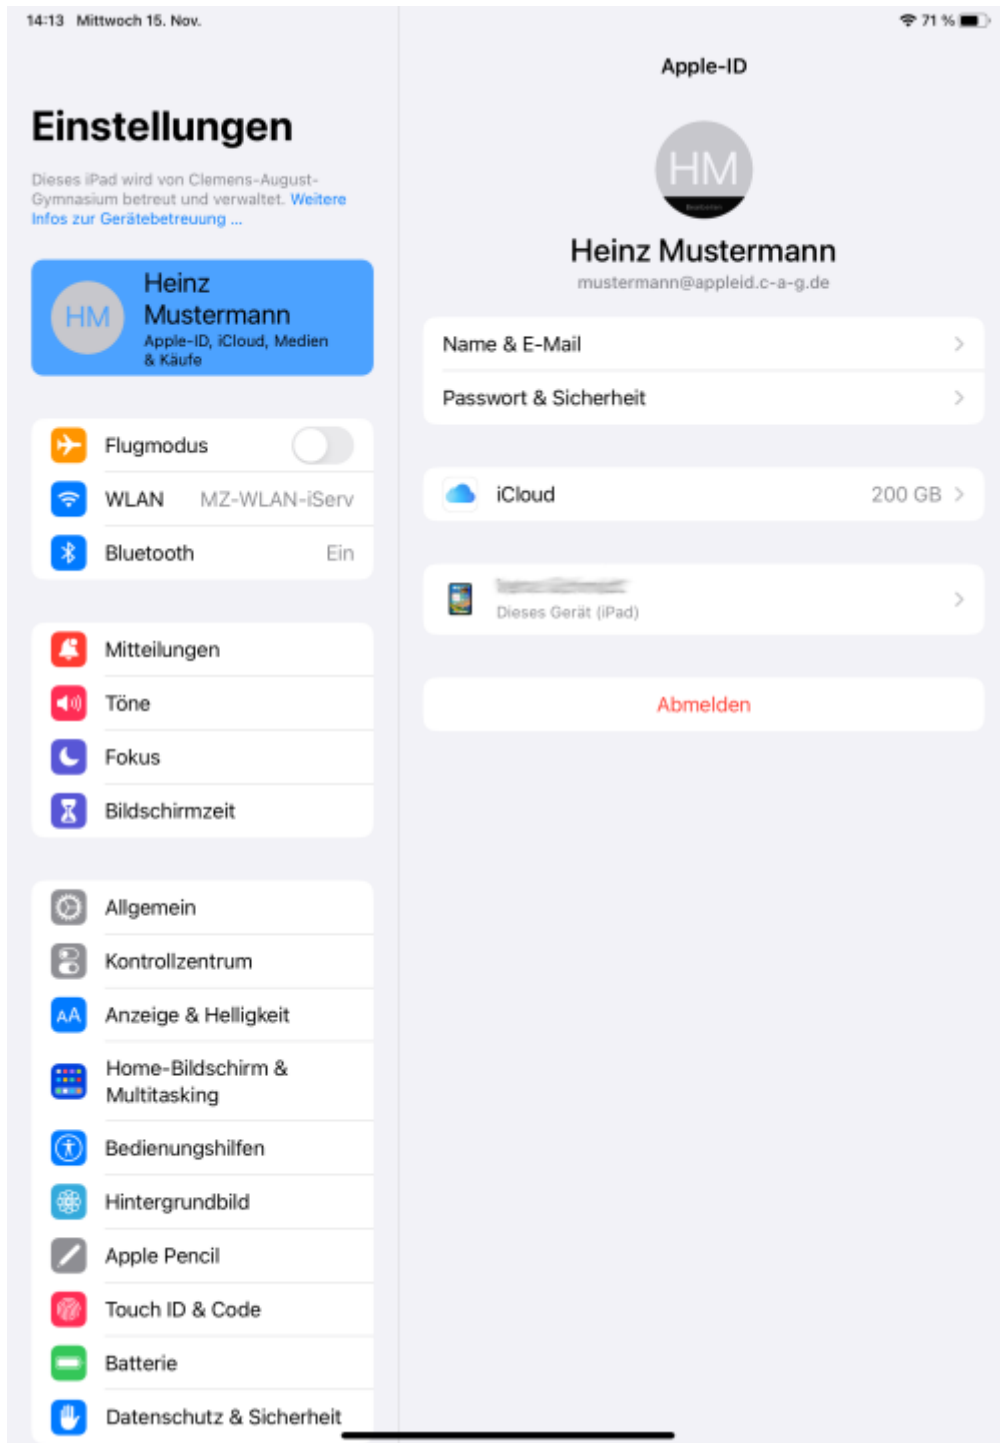 14:13 Mittwoch 15. Nov.
71 %
Einstellungen
Dieses iPad wird von Clemens-August-
Gymnasium betreut und verwaltet. Weitere
Infos zur Gerätebetreuung ...
HM
Heinz
Mustermann
Apple-ID, iCloud, Medien
& Käufe
Flugmodus
WLAN MZ-WLAN-iServ
Bluetooth Ein
Mitteilungen
Töne
Fokus
Bildschirmzeit
Allgemein
Kontrollzentrum
AA Anzeige & Helligkeit
Home-Bildschirm &
Multitasking
Bedienungshilfen
Hintergrundbild
Apple Pencil
Touch ID & Code
Batterie
Datenschutz & Sicherheit
Apple-ID
HM
Bearbeiten
Heinz Mustermann
mustermann@appleid.c-a-g.de
Name & E-Mail
Passwort & Sicherheit
iCloud 200 GB
Dieses Gerät (iPad)
Abmelden